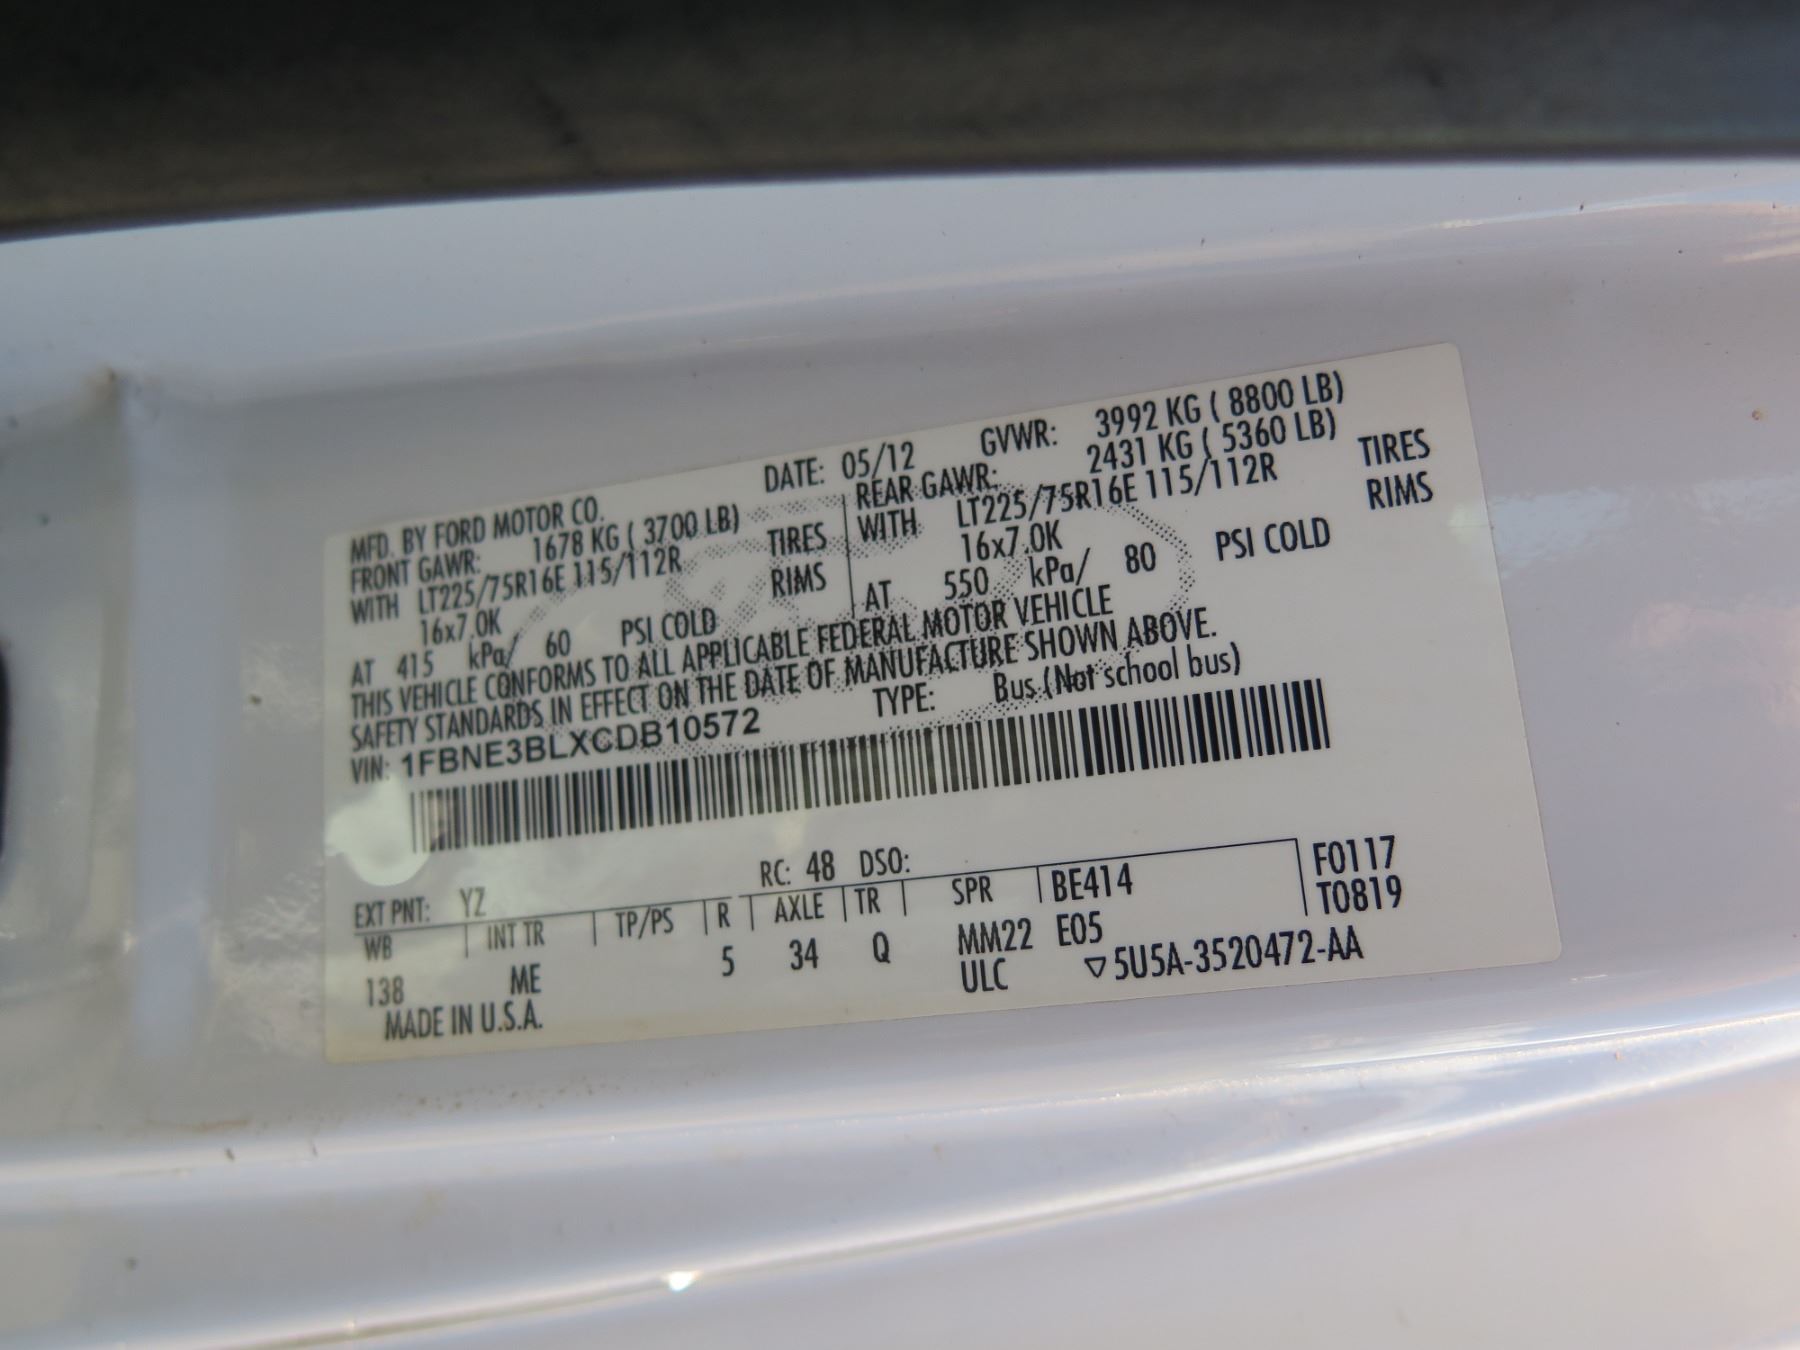 MFD. BY FORD MOTOR CO. DATE: 05/12 GVWR: 3992 KG ( 8800 LB)
FRONT GAWR: 1678 KG ( 3700 LB) REAR GAWR: 2431 KG ( 5360 LB)
WITH LT225/75R16E 115/112R TIRES WITH LT225/75R16E 115/112R TIRES
16x7.0K RIMS 16x7.0K RIMS
AT 415 kPa/ 60 PSI COLD AT 550 kPa/ 80 PSI COLD
THIS VEHICLE CONFORMS TO ALL APPLICABLE FEDERAL MOTOR VEHICLE
SAFETY STANDARDS IN EFFECT ON THE DATE OF MANUFACTURE SHOWN ABOVE.
VIN: 1FBNE3BLXCDB10572 TYPE: Bus (Not school bus)
EXT PNT: YZ RC: 48 DSO: F0117
WB INT TR TP/PS R AXLE TR SPR BE414 T0819
138 ME 5 34 Q MM22 E05
MADE IN U.S.A. ULC ▽5U5A-3520472-AA